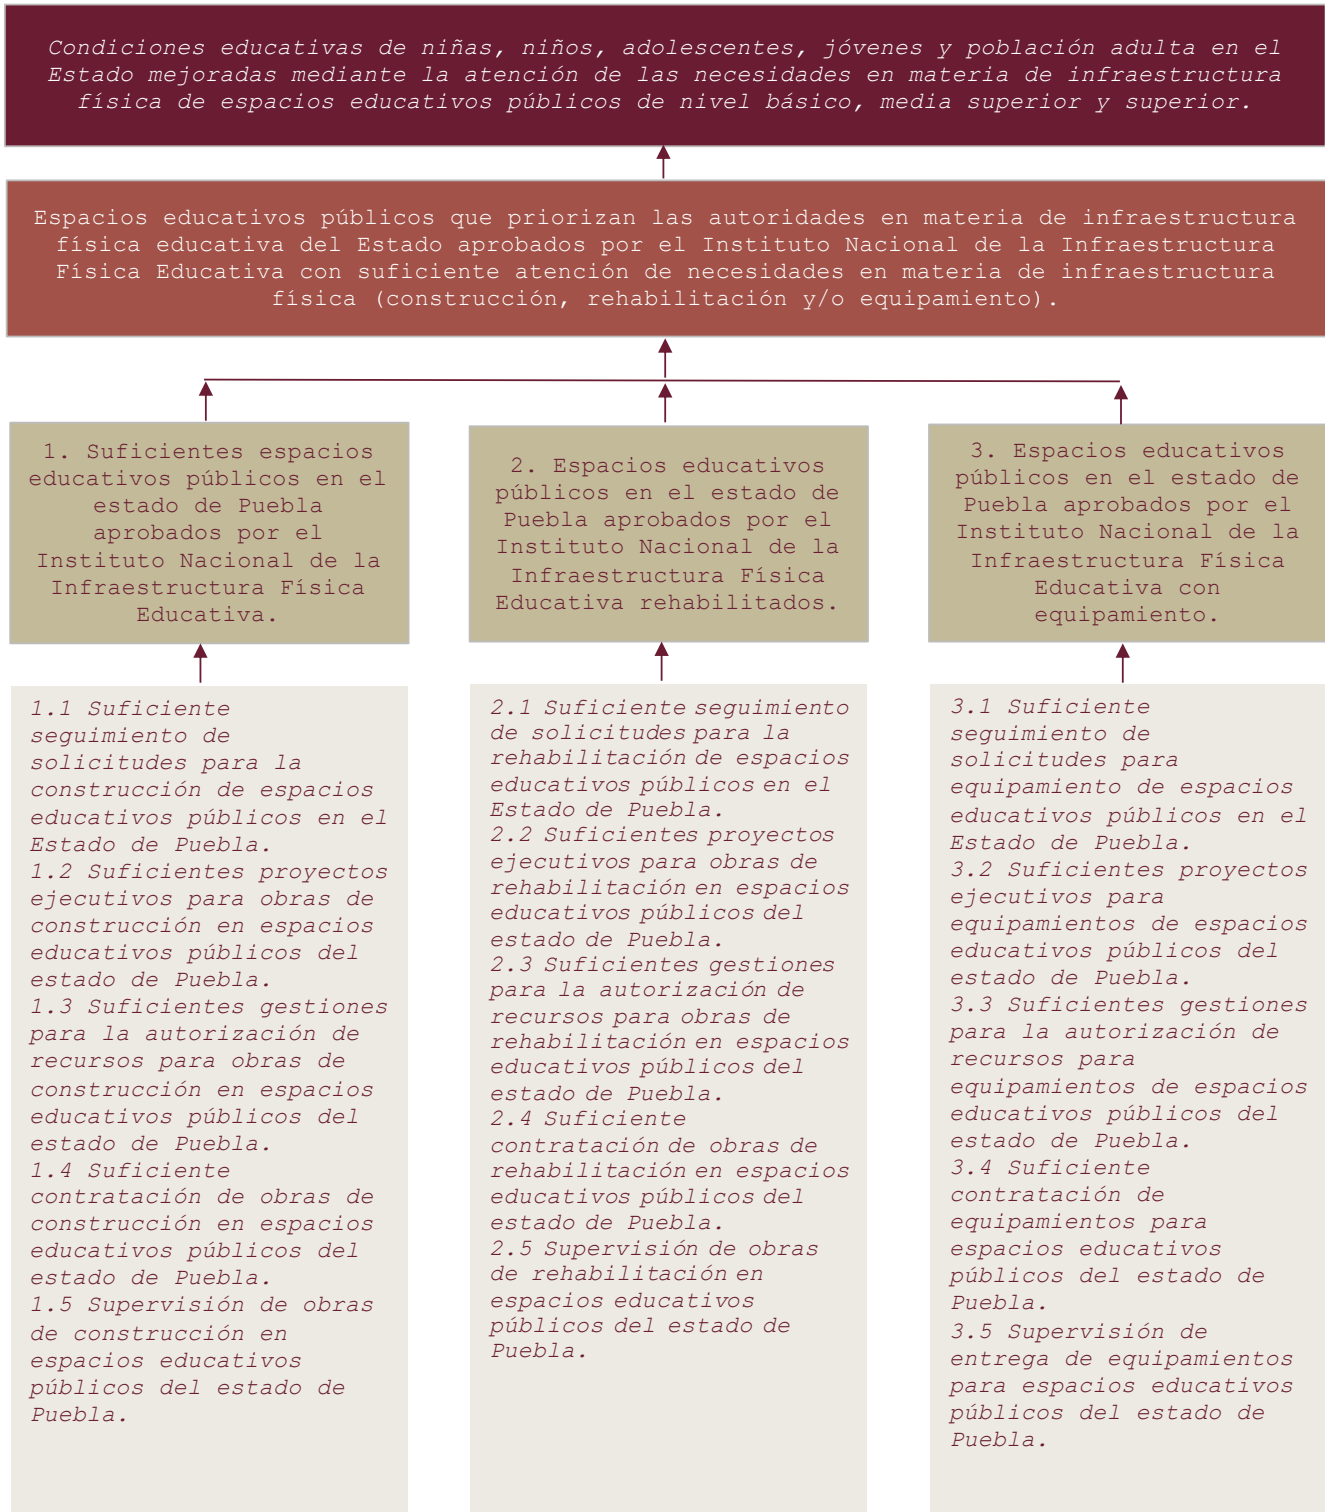 Condiciones educativas de niñas, niños, adolescentes, jóvenes y población adulta en el
Estado mejoradas mediante la atención de las necesidades en materia de infraestructura
física de espacios educativos públicos de nivel básico, media superior y superior.
Espacios educativos públicos que priorizan las autoridades en materia de infraestructura
física educativa del Estado aprobados por el Instituto Nacional de la Infraestructura
Física Educativa con suficiente atención de necesidades en materia de infraestructura
física (construcción, rehabilitación y/o equipamiento).
1. Suficientes espacios
educativos públicos en el
estado de Puebla
aprobados por el
Instituto Nacional de la
Infraestructura Física
Educativa.
2. Espacios educativos
públicos en el estado de
Puebla aprobados por el
Instituto Nacional de la
Infraestructura Física
Educativa rehabilitados.
3. Espacios educativos
públicos en el estado de
Puebla aprobados por el
Instituto Nacional de la
Infraestructura Física
Educativa con
equipamiento.
1.1 Suficiente
seguimiento de
solicitudes para la
construcción de espacios
educativos públicos en el
Estado de Puebla.
1.2 Suficientes proyectos
ejecutivos para obras de
construcción en espacios
educativos públicos del
estado de Puebla.
1.3 Suficientes gestiones
para la autorización de
recursos para obras de
construcción en espacios
educativos públicos del
estado de Puebla.
1.4 Suficiente
contratación de obras de
construcción en espacios
educativos públicos del
estado de Puebla.
1.5 Supervisión de obras
de construcción en
espacios educativos
públicos del estado de
Puebla.
2.1 Suficiente seguimiento
de solicitudes para la
rehabilitación de espacios
educativos públicos en el
Estado de Puebla.
2.2 Suficientes proyectos
ejecutivos para obras de
rehabilitación en espacios
educativos públicos del
estado de Puebla.
2.3 Suficientes gestiones
para la autorización de
recursos para obras de
rehabilitación en espacios
educativos públicos del
estado de Puebla.
2.4 Suficiente
contratación de obras de
rehabilitación en espacios
educativos públicos del
estado de Puebla.
2.5 Supervisión de obras
de rehabilitación en
espacios educativos
públicos del estado de
Puebla.
3.1 Suficiente
seguimiento de
solicitudes para
equipamiento de espacios
educativos públicos en el
Estado de Puebla.
3.2 Suficientes proyectos
ejecutivos para
equipamientos de espacios
educativos públicos del
estado de Puebla.
3.3 Suficientes gestiones
para la autorización de
recursos para
equipamientos de espacios
educativos públicos del
estado de Puebla.
3.4 Suficiente
contratación de
equipamientos para
espacios educativos
públicos del estado de
Puebla.
3.5 Supervisión de
entrega de equipamientos
para espacios educativos
públicos del estado de
Puebla.